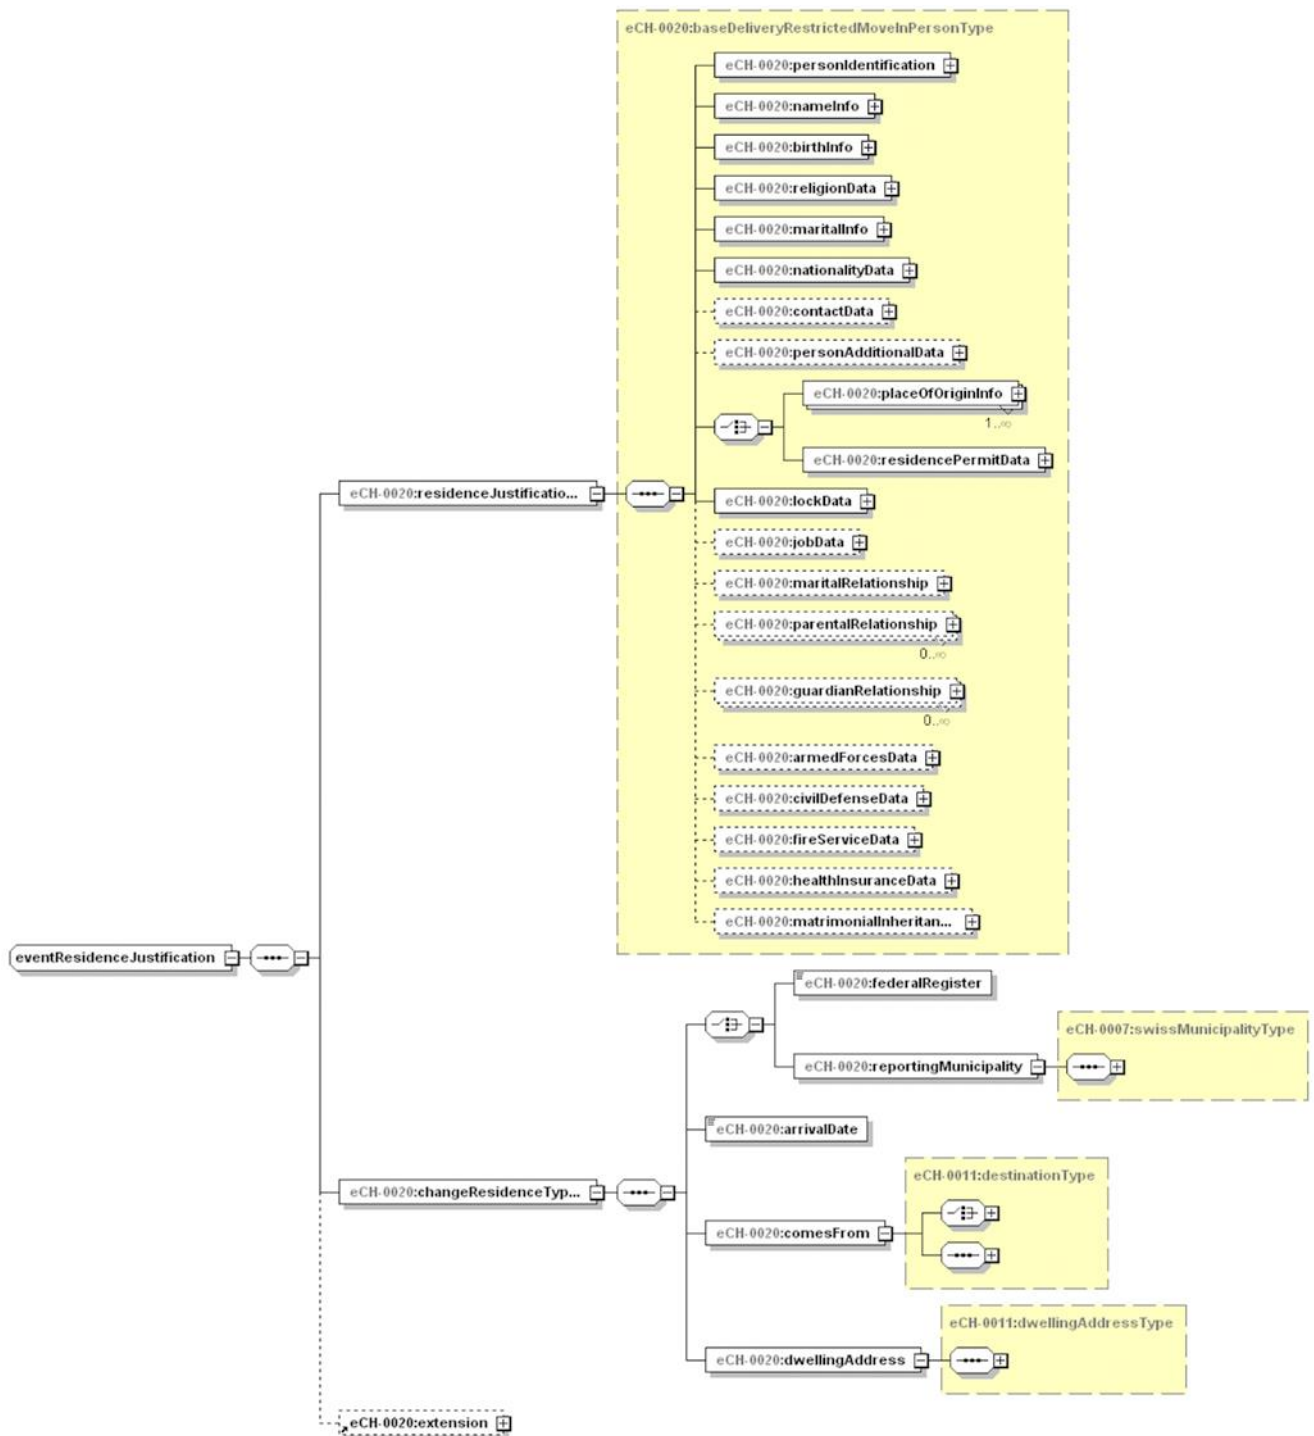 eCH-0020:baseDeliveryRestrictedMoveInPersonType
eCH-0020:personIdentification
eCH-0020:nameInfo
eCH-0020:birthInfo
eCH-0020:religionData
eCH-0020:maritalInfo
eCH-0020:nationalityData
eCH-0020:contactData
eCH-0020:personAdditionalData
eCH-0020:placeOfOriginInfo
1..∞
eCH-0020:residencePermitData
eCH-0020:residenceJustificatio...
eCH-0020:lockData
eCH-0020:jobData
eCH-0020:maritalRelationship
eCH-0020:parentalRelationship
0..∞
eCH-0020:guardianRelationship
0..∞
eCH-0020:armedForcesData
eCH-0020:civilDefenseData
eCH-0020:fireServiceData
eCH-0020:healthInsuranceData
eCH-0020:matrimonialInheritan...
eventResidenceJustification
eCH-0020:federalRegister
eCH-0007:swissMunicipalityType
eCH-0020:reportingMunicipality
eCH-0020:arrivalDate
eCH-0011:destinationType
eCH-0020:changeResidenceTyp...
eCH-0020:comesFrom
eCH-0011:dwellingAddressType
eCH-0020:dwellingAddress
eCH-0020:extension